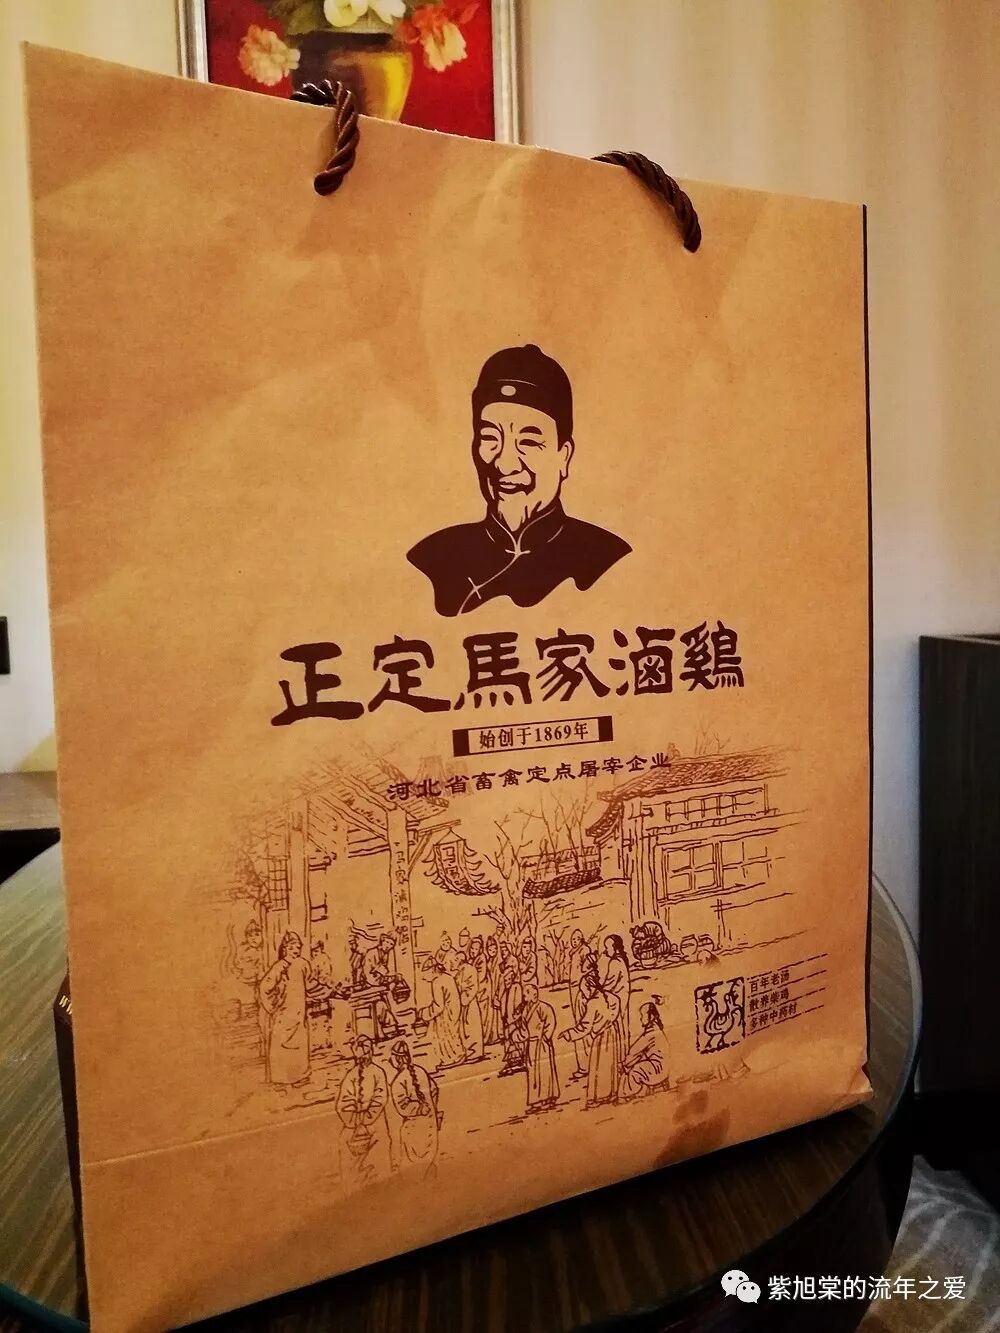 正定馬家滷鷄
始创于1869年
河北省畜禽定点屠宰企业
百年老汤
散养柴鸡
多种中药材
紫旭棠的流年之爱